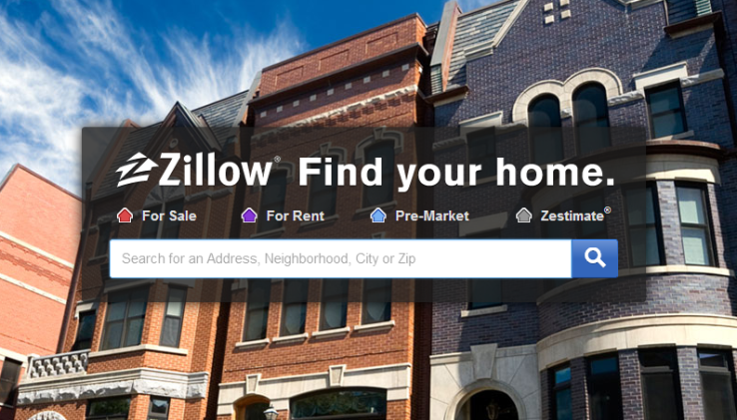 Zillow® Find your home.
For Sale For Rent Pre-Market Zestimate®
Search for an Address, Neighborhood, City or Zip